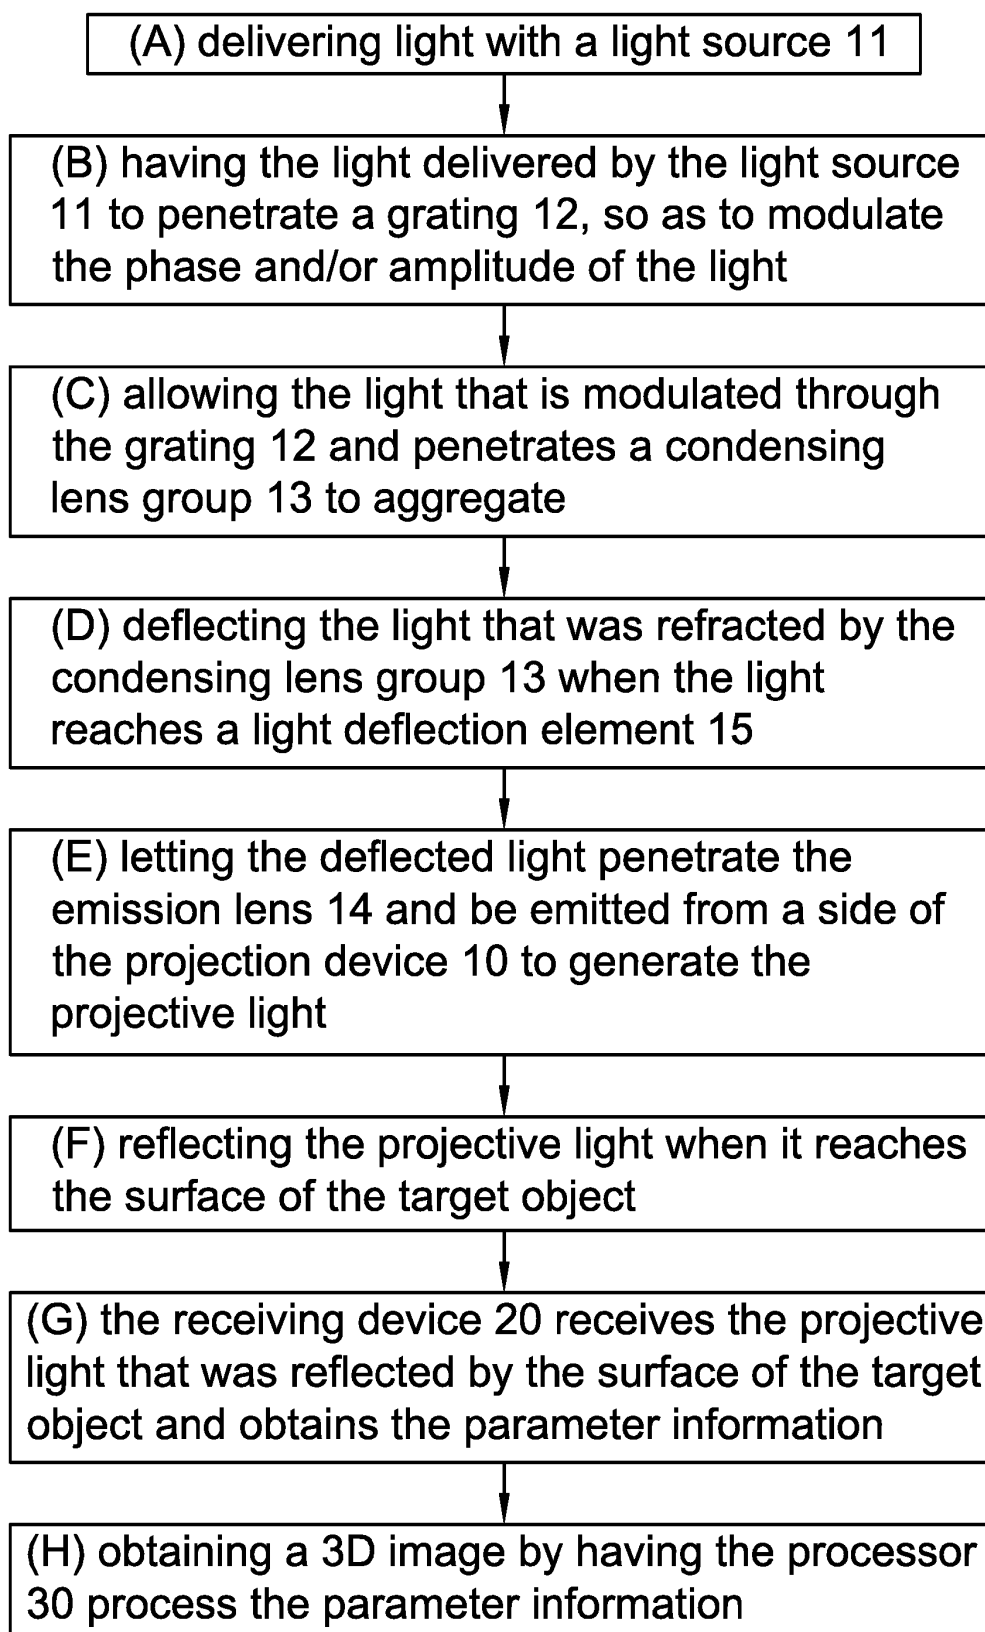 (A) delivering light with a light source 11
(B) having the light delivered by the light source
11 to penetrate a grating 12, so as to modulate
the phase and/or amplitude of the light
(C) allowing the light that is modulated through
the grating 12 and penetrates a condensing
lens group 13 to aggregate
(D) deflecting the light that was refracted by the
condensing lens group 13 when the light
reaches a light deflection element 15
(E) letting the deflected light penetrate the
emission lens 14 and be emitted from a side of
the projection device 10 to generate the
projective light
(F) reflecting the projective light when it reaches
the surface of the target object
(G) the receiving device 20 receives the projective
light that was reflected by the surface of the target
object and obtains the parameter information
(H) obtaining a 3D image by having the processor
30 process the parameter information